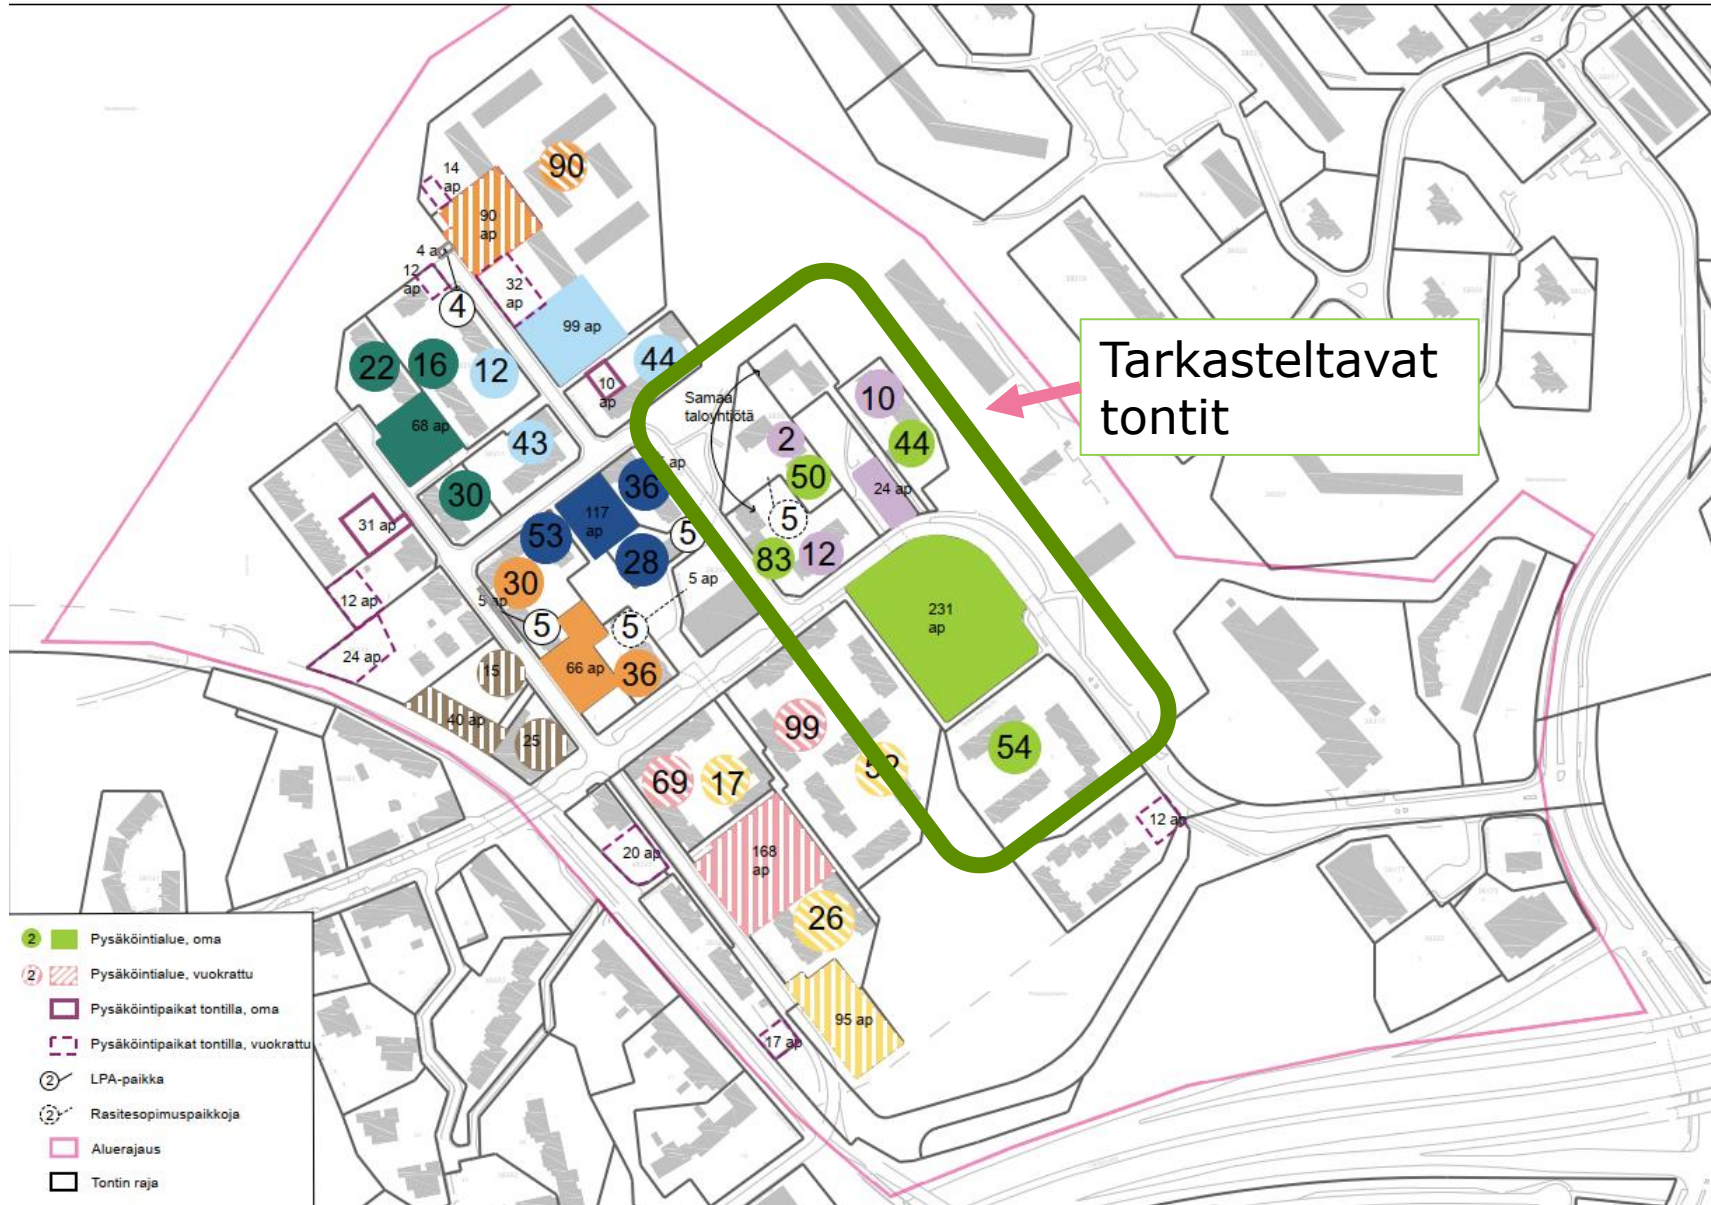 14
ap
90
90
ap
4 a
12
ap
4
32
ap
99 ap
22
16
12
44
10
ap
68 ap
43
30
Samaa
taloyhtiötä
Tarkasteltavat
tontit
10
2
44
50
24 ap
5
83
12
36
ap
117
ap
53
5
28
5 ap
31 ap
30
5 ap
5
5
12 ap
24 ap
66 ap
36
15
40 ap
25
231
ap
99
52
54
69
17
12 ap
20 ap
168
ap
26
95 ap
17 ap
2 Pysäköintialue, oma
2 Pysäköintialue, vuokrattu
Pysäköintipaikat tontilla, oma
Pysäköintipaikat tontilla, vuokrattu
2 LPA-paikka
2 Rasitesopimuspaikkoja
Aluerajaus
Tontin raja